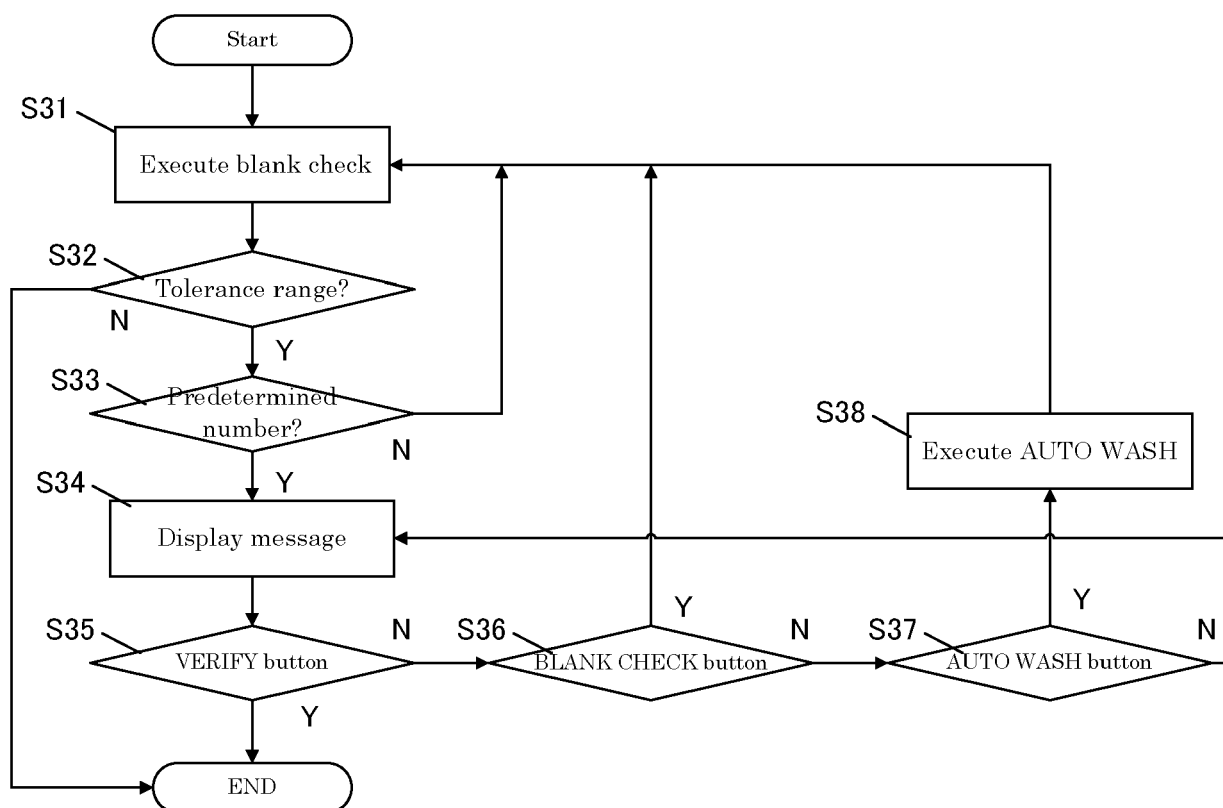 Start
S31
Execute blank check
S32
Tolerance range?
N
Y
S33
Predetermined
number?
N
Y
S38
Execute AUTO WASH
S34
Display message
S35
VERIFY button
N
Y
S36
BLANK CHECK button
Y
N
S37
AUTO WASH button
Y
N
END